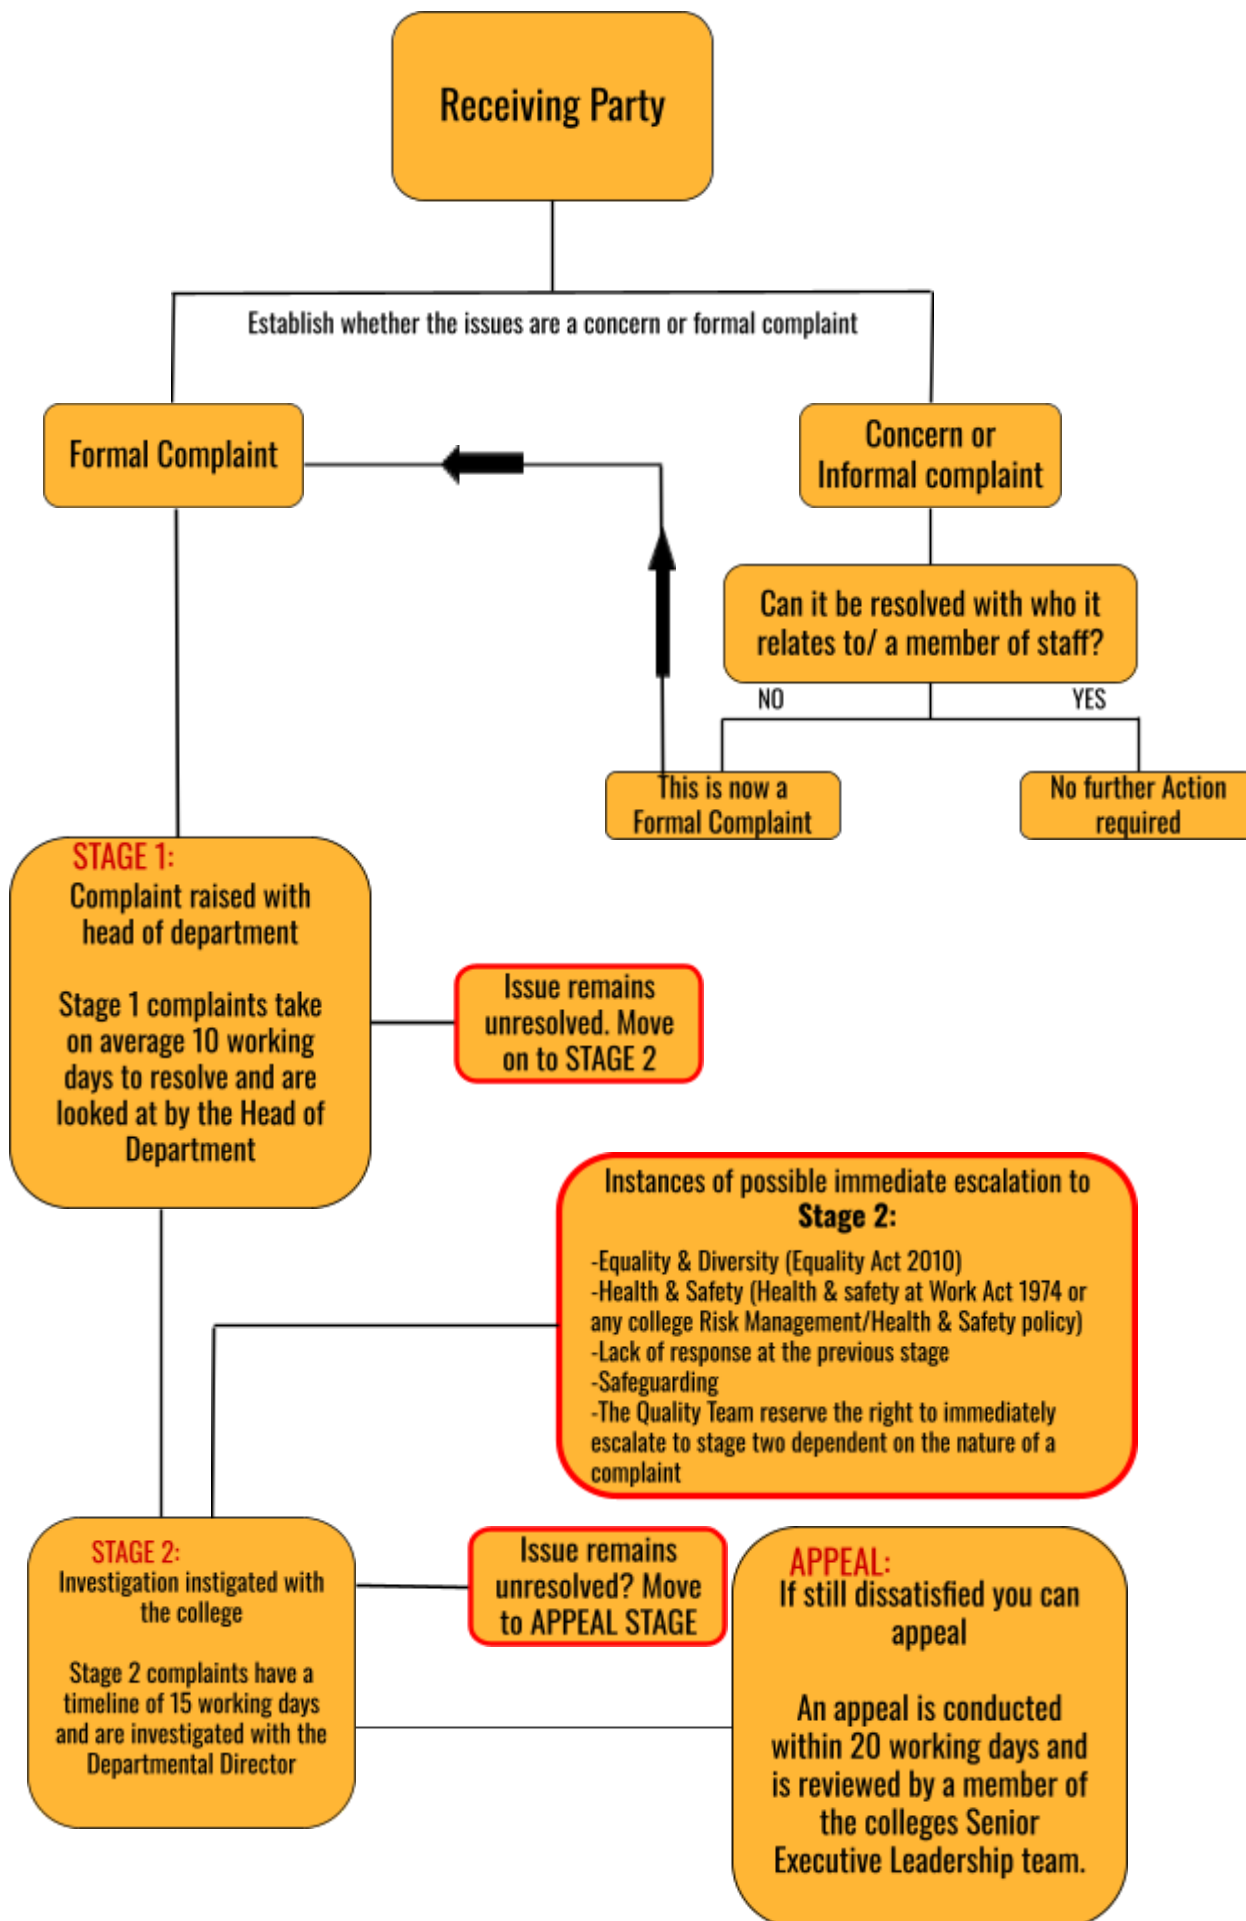 Receiving Party
Establish whether the issues are a concern or formal complaint
Formal Complaint
Concern or
Informal complaint
Can it be resolved with who it
relates to/ a member of staff?
NO
YES
This is now a
Formal Complaint
No further Action
required
STAGE 1:
Complaint raised with
head of department
Stage 1 complaints take
on average 10 working
days to resolve and are
looked at by the Head of
Department
Issue remains
unresolved. Move
on to STAGE 2
Instances of possible immediate escalation to
Stage 2:
-Equality & Diversity (Equality Act 2010)
-Health & Safety (Health & safety at Work Act 1974 or
any college Risk Management/Health & Safety policy)
-Lack of response at the previous stage
-Safeguarding
-The Quality Team reserve the right to immediately
escalate to stage two dependent on the nature of a
complaint
STAGE 2:
Investigation instigated with
the college
Stage 2 complaints have a
timeline of 15 working days
and are investigated with the
Departmental Director
Issue remains
unresolved? Move
to APPEAL STAGE
APPEAL:
If still dissatisfied you can
appeal
An appeal is conducted
within 20 working days and
is reviewed by a member of
the colleges Senior
Executive Leadership team.